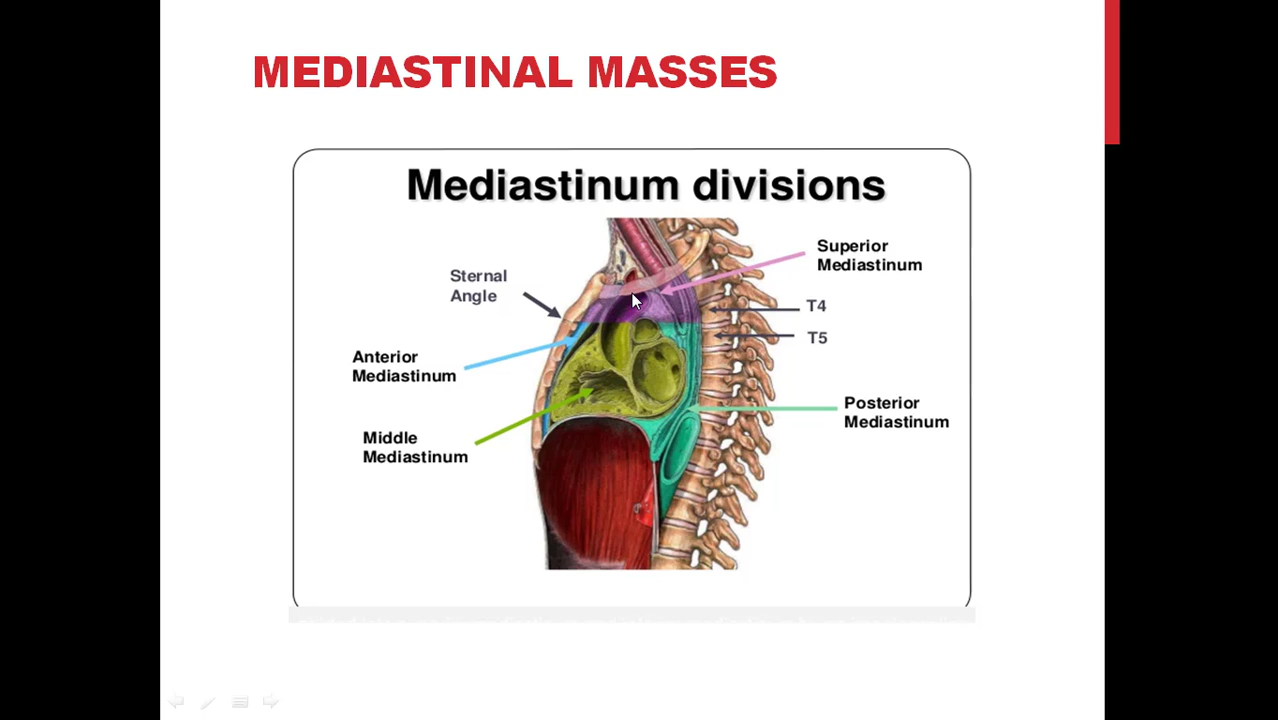 MEDIASTINAL MASSES
Mediastinum divisions
Superior
Mediastinum
Sternal
Angle
T4
T5
Anterior
Mediastinum
Posterior
Mediastinum
Middle
Mediastinum